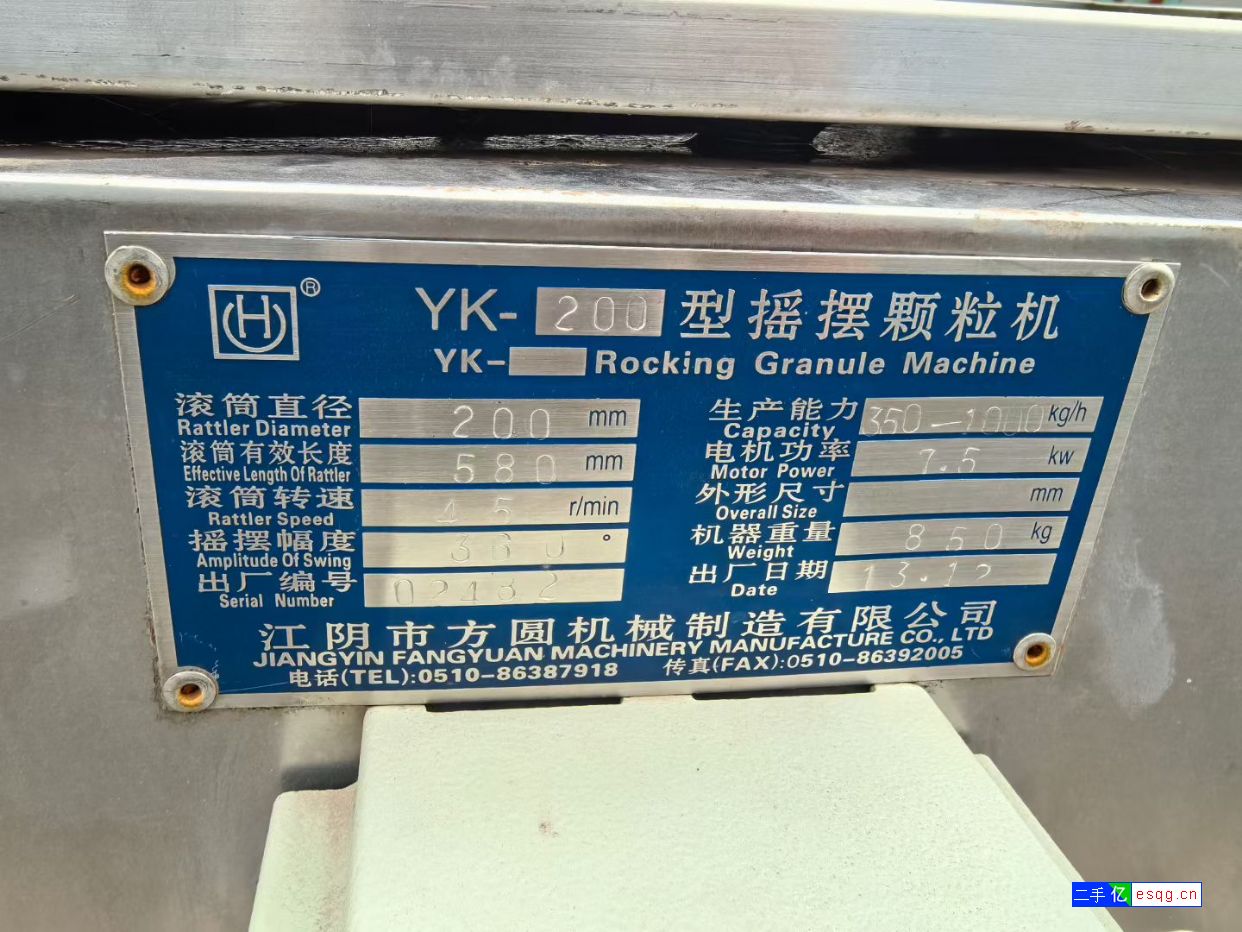 H ®
YK-200型摇摆颗粒机
YK- Rocking Granule Machine
滚筒直径 200 mm
Rattler Diameter
滚筒有效长度 580 mm
Effective Length Of Rattler
滚筒转速 45 r/min
Rattler Speed
摇摆幅度 360 °
Amplitude Of Swing
出厂编号 02482
Serial Number
生产能力 350-1000 kg/h
Capacity
电机功率 7.5 kw
Motor Power
外形尺寸 mm
Overall Size
机器重量 850 kg
Weight
出厂日期 13.12
Date
江阴市方圆机械制造有限公司
JIANGYIN FANGYUAN MACHINERY MANUFACTURE CO., LTD
电话(TEL):0510-86387918 传真(FAX):0510-86392005
二手亿 esqg.cn